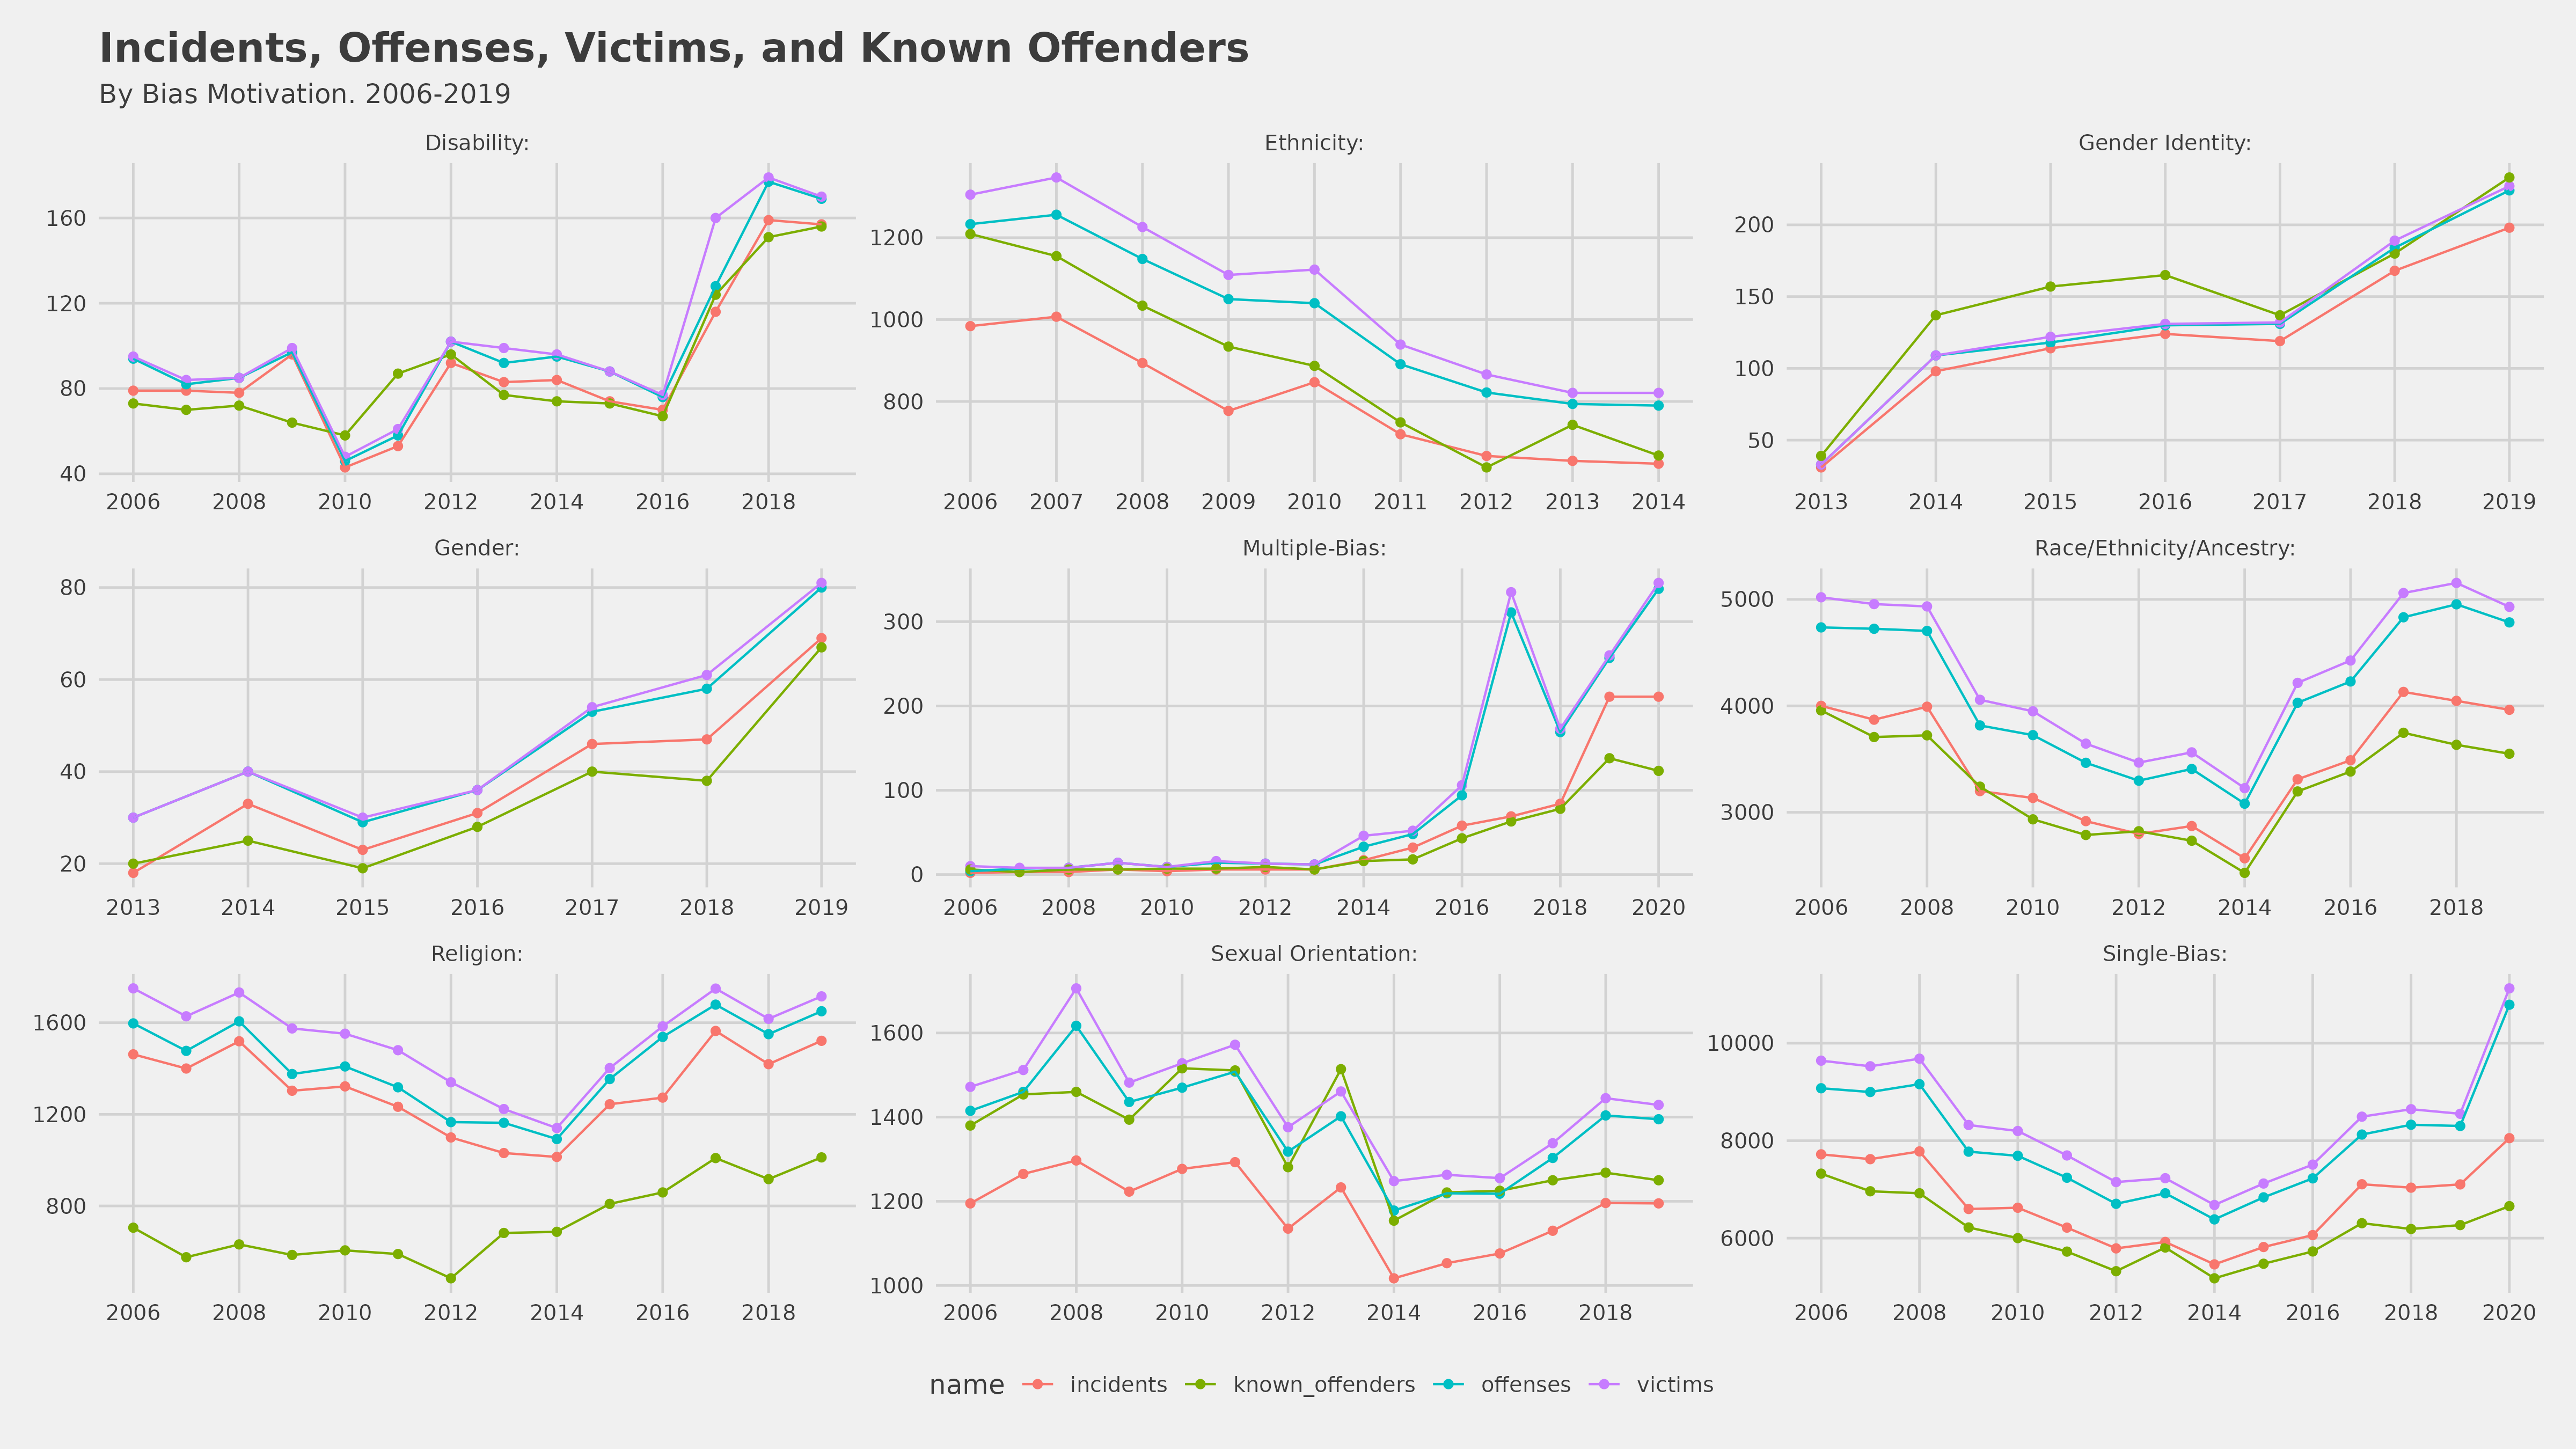 Incidents, Offenses, Victims, and Known Offenders
By Bias Motivation. 2006-2019
Disability:
160
120
80
40
2006 2008 2010 2012 2014 2016 2018
Ethnicity:
1200
1000
800
2006 2007 2008 2009 2010 2011 2012 2013 2014
Gender Identity:
200
150
100
50
2013 2014 2015 2016 2017 2018 2019
Gender:
80
60
40
20
2013 2014 2015 2016 2017 2018 2019
Multiple-Bias:
300
200
100
0
2006 2008 2010 2012 2014 2016 2018 2020
Race/Ethnicity/Ancestry:
5000
4000
3000
2006 2008 2010 2012 2014 2016 2018
Religion:
1600
1200
800
2006 2008 2010 2012 2014 2016 2018
Sexual Orientation:
1600
1400
1200
1000
2006 2008 2010 2012 2014 2016 2018
Single-Bias:
10000
8000
6000
2006 2008 2010 2012 2014 2016 2018 2020
name incidents known_offenders offenses victims